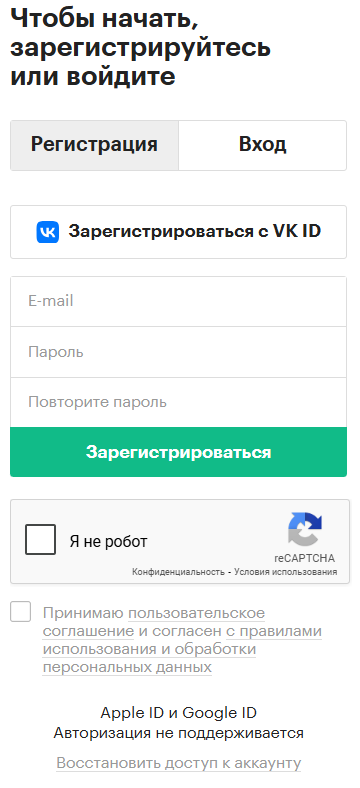 Чтобы начать,
зарегистрируйтесь
или войдите
Регистрация
Вход
Зарегистрироваться с VK ID
E-mail
Пароль
Повторите пароль
Зарегистрироваться
Я не робот
reCAPTCHA
Конфиденциальность - Условия использования
Принимаю пользовательское
соглашение и согласен с правилами
использования и обработки
персональных данных
Apple ID и Google ID
Авторизация не поддерживается
Восстановить доступ к аккаунту